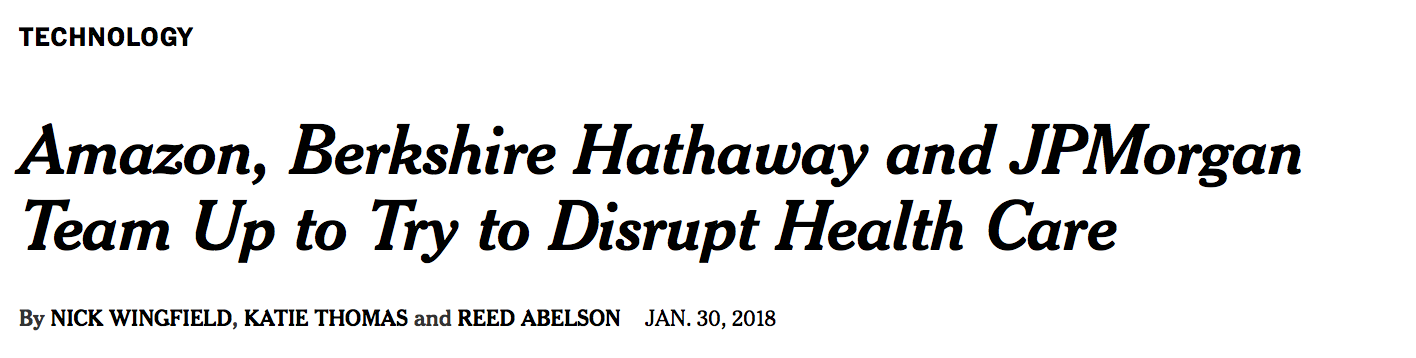 TECHNOLOGY
Amazon, Berkshire Hathaway and JPMorgan
Team Up to Try to Disrupt Health Care
By NICK WINGFIELD, KATIE THOMAS and REED ABELSON JAN. 30, 2018